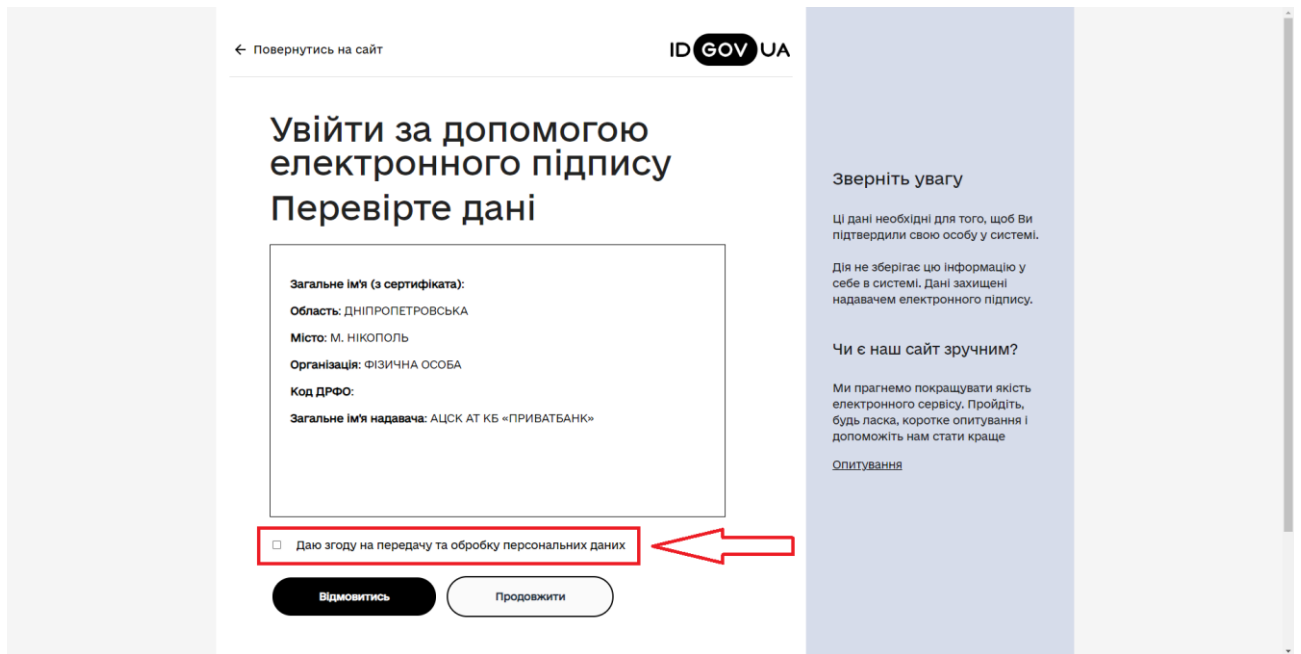 ← Повернутись на сайт
ID GOV UA
Увійти за допомогою
електронного підпису
Перевірте дані
Загальне ім'я (з сертифіката):
Область: ДНІПРОПЕТРОВСЬКА
Місто: М. НІКОПОЛЬ
Організація: ФІЗИЧНА ОСОБА
Код ДРФО:
Загальне ім'я надавача: АЦСК АТ КБ «ПРИВАТБАНК»
Даю згоду на передачу та обробку персональних даних
Відмовитись
Продовжити
Зверніть увагу
Ці дані необхідні для того, щоб Ви
підтвердили свою особу у системі.
Дія не зберігає цю інформацію у
себе в системі. Дані захищені
надавачем електронного підпису.
Чи є наш сайт зручним?
Ми прагнемо покращувати якість
електронного сервісу. Пройдіть,
будь ласка, коротке опитування і
допоможіть нам стати краще
Опитування